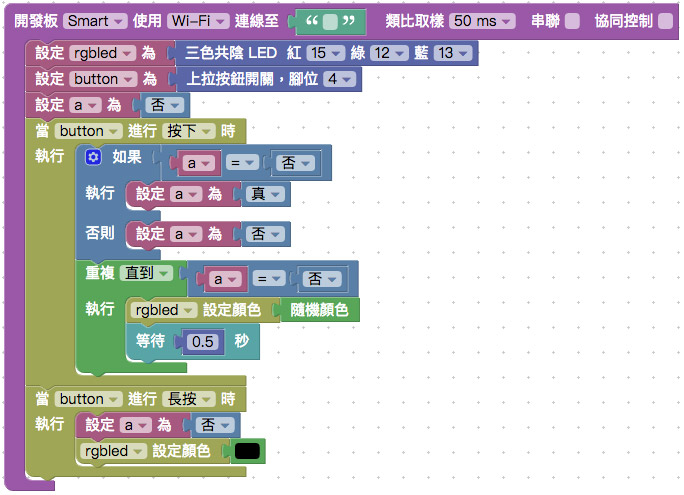 開發板 Smart 使用 Wi-Fi 連線至 “ ” 類比取樣 50 ms 串聯 協同控制
設定 rgbled 為 三色共陰 LED 紅 15 綠 12 藍 13
設定 button 為 上拉按鈕開關，腳位 4
設定 a 為 否
當 button 進行 按下 時
執行 如果 a = 否
執行 設定 a 為 真
否則 設定 a 為 否
重複 直到 a = 否
執行 rgbled 設定顏色 隨機顏色
等待 0.5 秒
當 button 進行 長按 時
執行 設定 a 為 否
rgbled 設定顏色